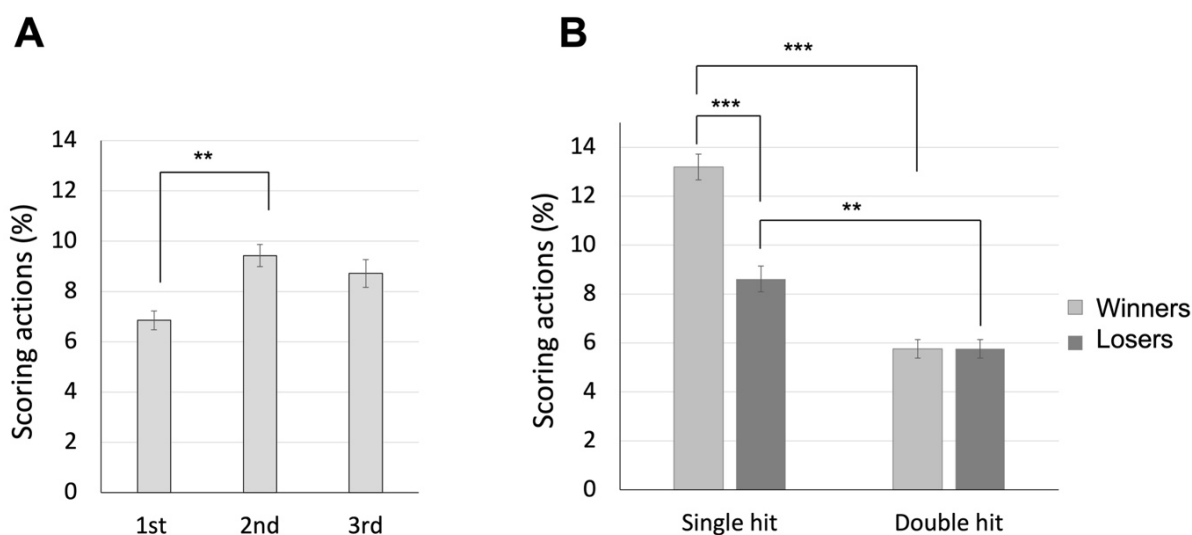 A
**
Scoring actions (%)
14
12
10
8
6
4
2
0
1st 2nd 3rd
B
***
***
**
Scoring actions (%)
14
12
10
8
6
4
2
0
Single hit Double hit
Winners
Losers